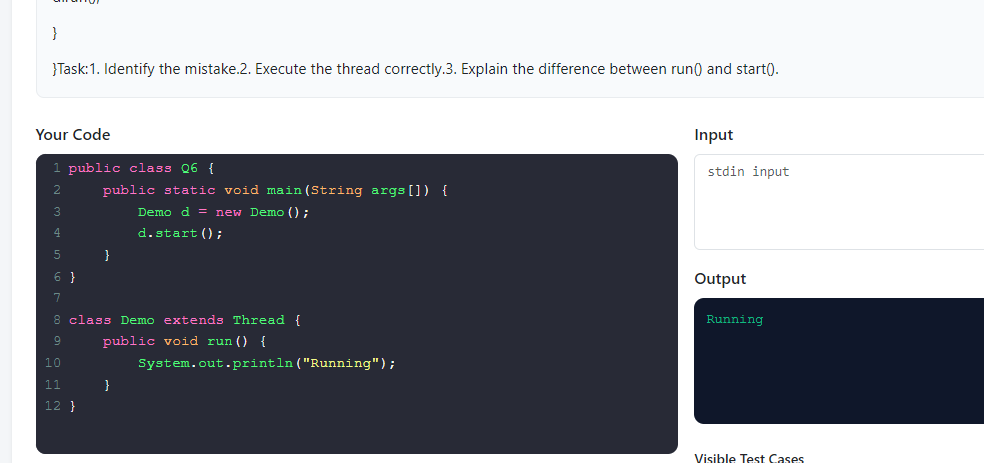 }
}Task:1. Identify the mistake.2. Execute the thread correctly.3. Explain the difference between run() and start().
Your Code
1 public class Q6 {
2 public static void main(String args[]) {
3 Demo d = new Demo();
4 d.start();
5 }
6 }
7
8 class Demo extends Thread {
9 public void run() {
10 System.out.println("Running");
11 }
12 }
Input
stdin input
Output
Running
Visible Test Cases